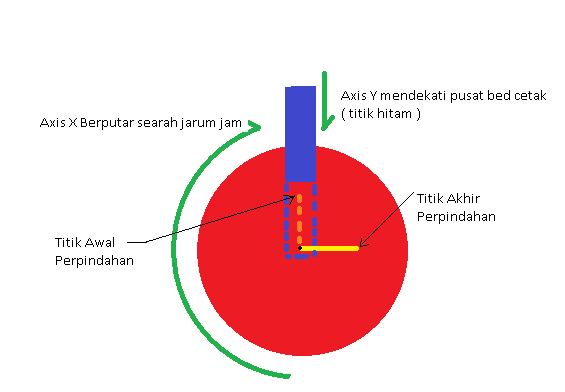 Axis Y mendekati pusat bed cetak
( titik hitam )
Axis X Berputar searah jarum jam
Titik Akhir
Perpindahan
Titik Awal
Perpindahan